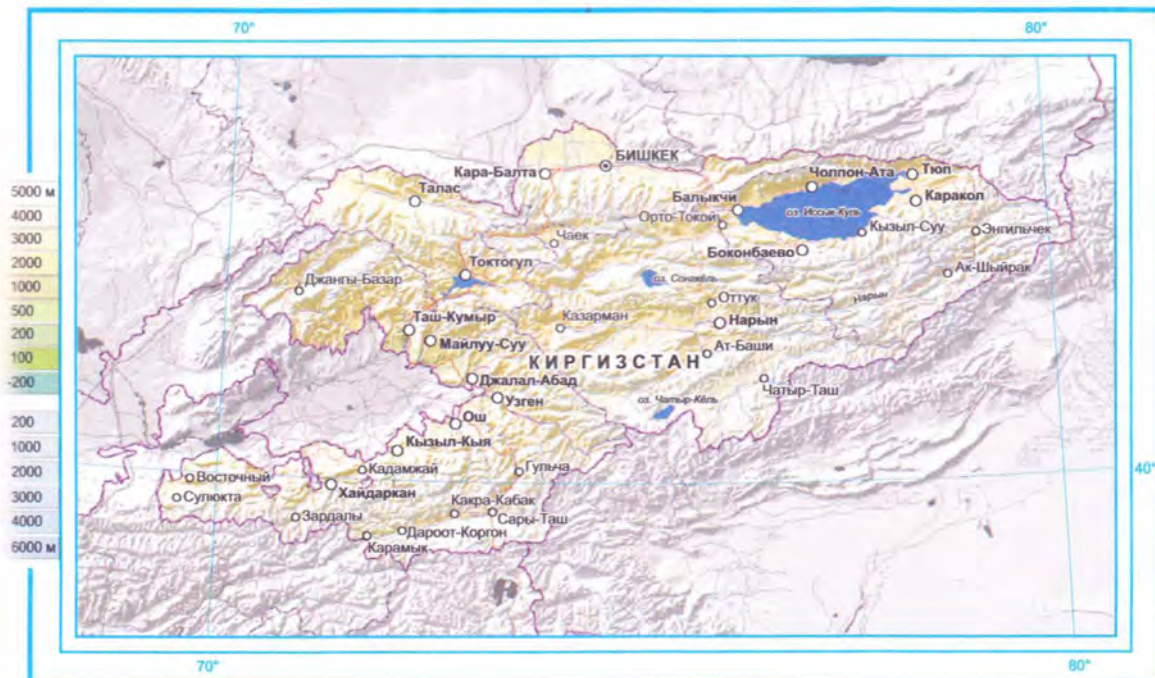 70°
80°
БИШКЕК
Кара-Балта
Чолпон-Ата
Тюп
Талас
Балыкчи
Каракол
оз. Иссык-Куль
Орто-Токой
Кызыл-Суу
Энгильчек
Чаек
Боконбаево
Токтогул
Ак-Шыйрак
оз. Сонкёль
Джангы-Базар
Нарын
Оттук
Таш-Кумыр
Казарман
Нарын
Майлуу-Суу
Ат-Баши
КИРГИЗСТАН
Джалал-Абад
Чатыр-Таш
Узген
оз. Чатыр-Кёль
Ош
Кызыл-Кыя
Кадамжай
Гульча
40°
Восточный
Хайдаркан
Сулюкта
Какра-Кабак
Зардалы
Сары-Таш
Дароот-Коргон
Карамык
5000 м
4000
3000
2000
1000
500
200
100
-200
200
1000
2000
3000
4000
6000 м
70°
80°